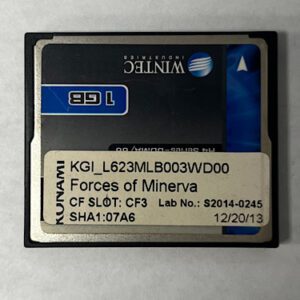 WINTEC
INDUSTRIES
1 GB
KONAMI
KGI_L623MLB003WD00
Forces of Minerva
CF SLOT: CF3 Lab No.: S2014-0245
SHA1:07A6 12/20/13